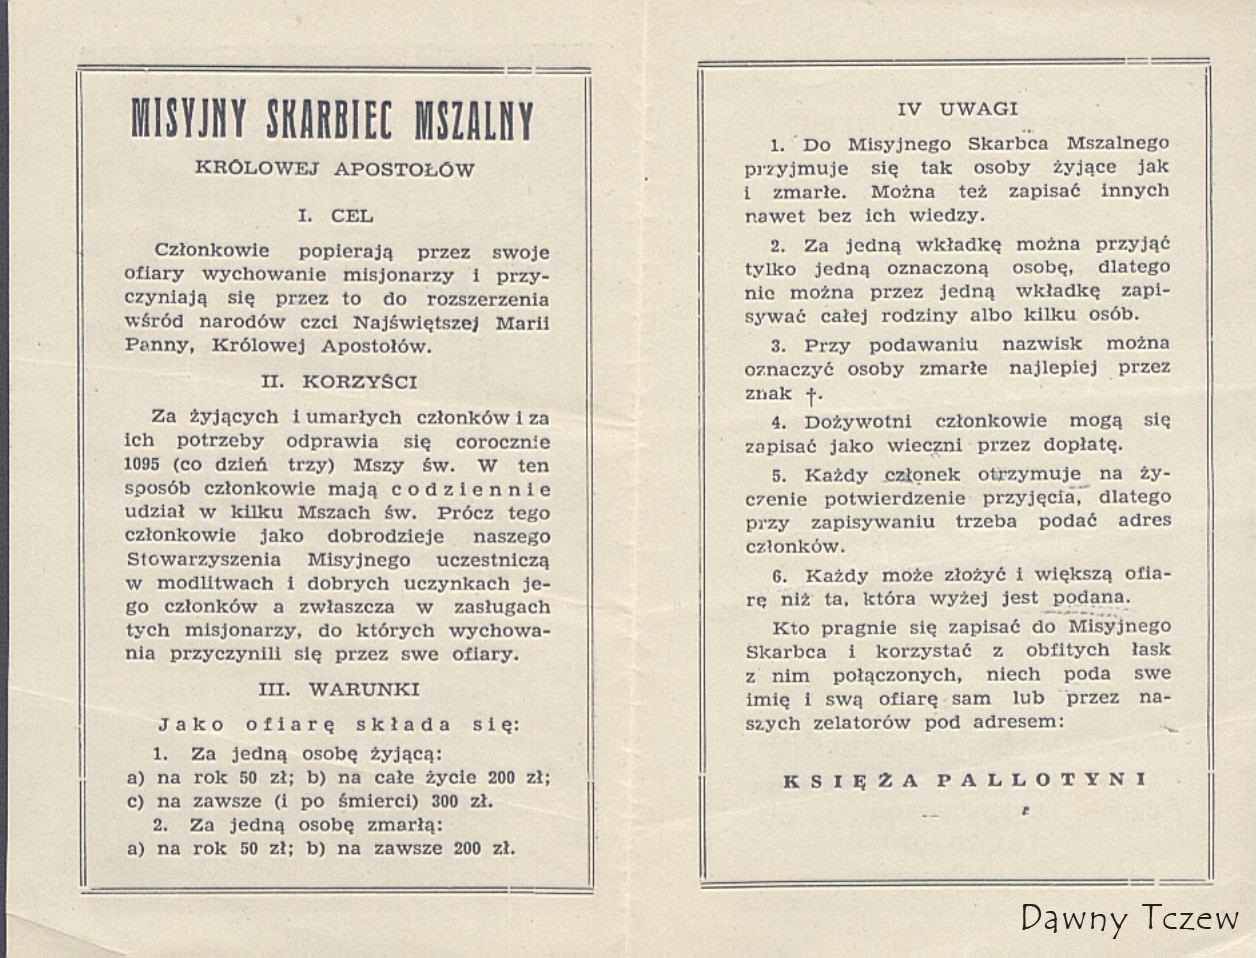 MISYJNY SKARBIEC MSZALNY
KRÓLOWEJ APOSTOŁÓW
I. CEL
Członkowie popierają przez swoje
ofiary wychowanie misjonarzy i przy-
czyniają się przez to do rozszerzenia
wśród narodów czci Najświętszej Marii
Panny, Królowej Apostołów.
II. KORZYŚCI
Za żyjących i umarłych członków i za
ich potrzeby odprawia się corocznie
1095 (co dzień trzy) Mszy św. W ten
sposób członkowie mają codziennie
udział w kilku Mszach św. Prócz tego
członkowie jako dobrodzieje naszego
Stowarzyszenia Misyjnego uczestniczą
w modlitwach i dobrych uczynkach je-
go członków a zwłaszcza w zasługach
tych misjonarzy, do których wychowa-
nia przyczynili się przez swe ofiary.
III. WARUNKI
Jako ofiarę składa się:
1. Za jedną osobę żyjącą:
a) na rok 50 zł; b) na całe życie 200 zł;
c) na zawsze (i po śmierci) 300 zł.
2. Za jedną osobę zmarłą:
a) na rok 50 zł; b) na zawsze 200 zł.
IV UWAGI
1. Do Misyjnego Skarbca Mszalnego
przyjmuje się tak osoby żyjące jak
i zmarłe. Można też zapisać innych
nawet bez ich wiedzy.
2. Za jedną wkładkę można przyjąć
tylko jedną oznaczoną osobę, dlatego
nie można przez jedną wkładkę zapi-
sywać całej rodziny albo kilku osób.
3. Przy podawaniu nazwisk można
oznaczyć osoby zmarłe najlepiej przez
znak †.
4. Dożywotni członkowie mogą się
zapisać jako wieczni przez dopłatę.
5. Każdy członek otrzymuje na ży-
czenie potwierdzenie przyjęcia, dlatego
przy zapisywaniu trzeba podać adres
członków.
6. Każdy może złożyć i większą ofia-
rę niż ta, która wyżej jest podana.
Kto pragnie się zapisać do Misyjnego
Skarbca i korzystać z obfitych łask
z nim połączonych, niech poda swe
imię i swą ofiarę sam lub przez na-
szych zelatorów pod adresem:
KSIĘŻA PALLOTYNI
Dawny Tczew